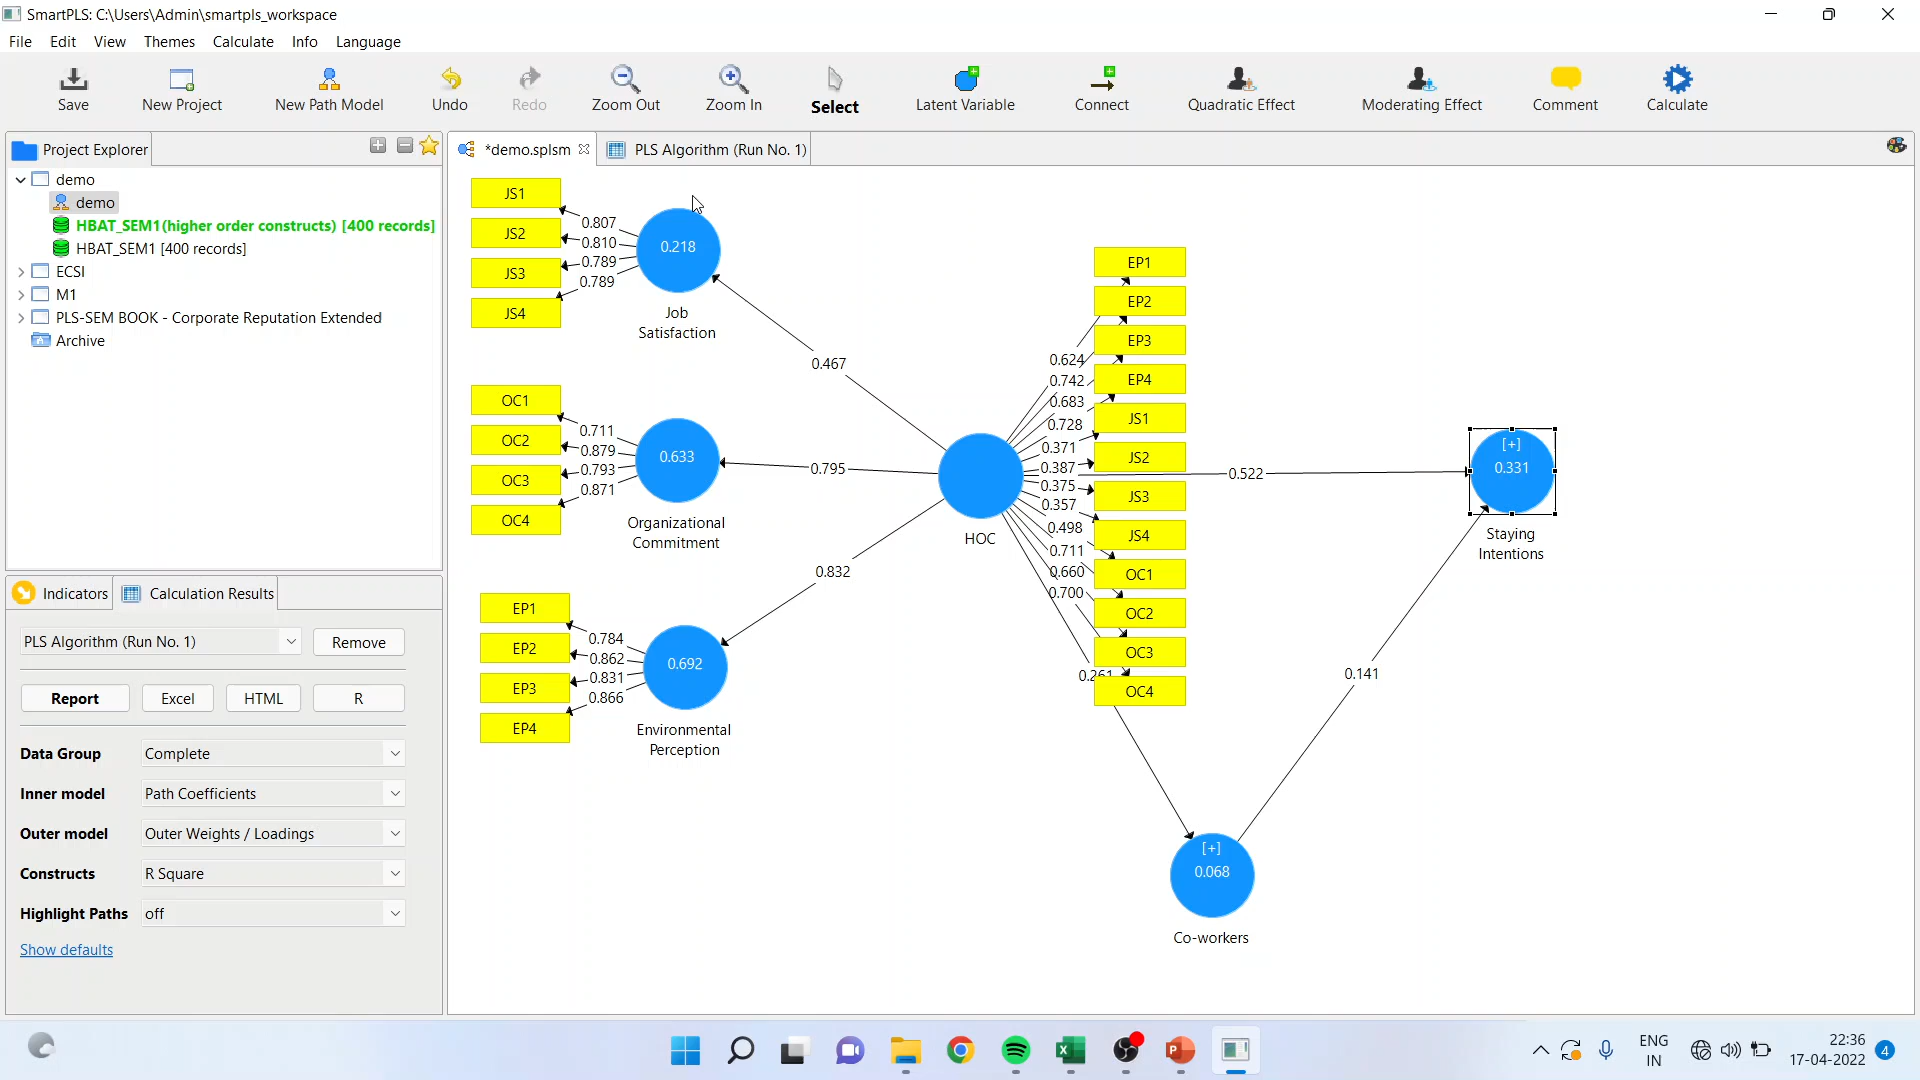 SmartPLS: C:\Users\Admin\smartpls_workspace
File Edit View Themes Calculate Info Language
Save New Project New Path Model Undo Redo Zoom Out Zoom In Select Latent Variable Connect Quadratic Effect Moderating Effect Comment Calculate
Project Explorer
demo
demo
HBAT_SEM1(higher order constructs) [400 records]
HBAT_SEM1 [400 records]
ECSI
M1
PLS-SEM BOOK - Corporate Reputation Extended
Archive
Indicators Calculation Results
PLS Algorithm (Run No. 1) Remove
Report Excel HTML R
Data Group Complete
Inner model Path Coefficients
Outer model Outer Weights / Loadings
Constructs R Square
Highlight Paths off
Show defaults
*demo.splsm PLS Algorithm (Run No. 1)
JS1
JS2
JS3
JS4
0.807
0.810
0.789
0.789
0.218
Job
Satisfaction
OC1
OC2
OC3
OC4
0.711
0.879
0.793
0.871
0.633
Organizational
Commitment
EP1
EP2
EP3
EP4
0.784
0.862
0.831
0.866
0.692
Environmental
Perception
0.467
0.795
0.832
HOC
0.624
0.742
0.683
0.728
0.371
0.387
0.375
0.357
0.498
0.711
0.660
0.700
0.261
EP1
EP2
EP3
EP4
JS1
JS2
JS3
JS4
OC1
OC2
OC3
OC4
0.522
0.141
[+]
0.331
Staying
Intentions
[+]
0.068
Co-workers
ENG
IN
22:36
17-04-2022
4